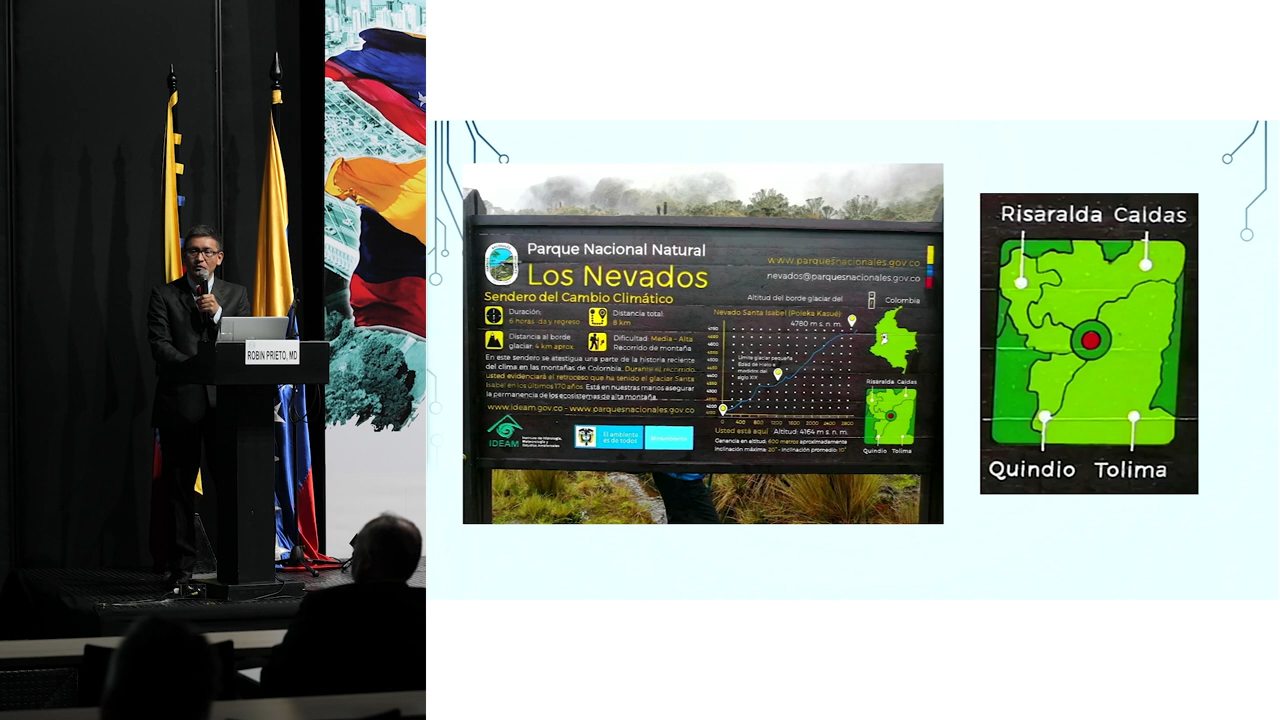 ROBIN PRIETO, MD
Parque Nacional Natural
Los Nevados
Sendero del Cambio Climático
www.parquesnacionales.gov.co
nevados@parquesnacionales.gov.co
Duración:
6 horas ida y regreso
Distancia total:
8 km
Distancia al borde
glaciar: 4 km aprox.
Dificultad: Media - Alta
Recorrido de montaña
En este sendero se atestigua una parte de la historia reciente
del clima en las montañas de Colombia. Durante el recorrido
usted evidenciará el retroceso que ha tenido el glaciar Santa
Isabel en los últimos 170 años. Está en nuestras manos asegurar
la permanencia de los ecosistemas de alta montaña.
www.ideam.gov.co - www.parquesnacionales.gov.co
IDEAM
El ambiente
es de todos
Altitud del borde glaciar del
Nevado Santa Isabel (Poleka Kasué):
4780 m s. n. m.
Límite glaciar pequeña
Edad de Hielo a
mediados del
siglo XIX
0 400 800 1200 1600 2000 2400 2800
Usted está aquí Altitud: 4164 m s. n. m.
Ganancia en altitud: 600 metros aproximadamente
Inclinación máxima: 20° - Inclinación promedio: 10°
Colombia
Risaralda Caldas
Quindio Tolima
Risaralda Caldas
Quindio Tolima